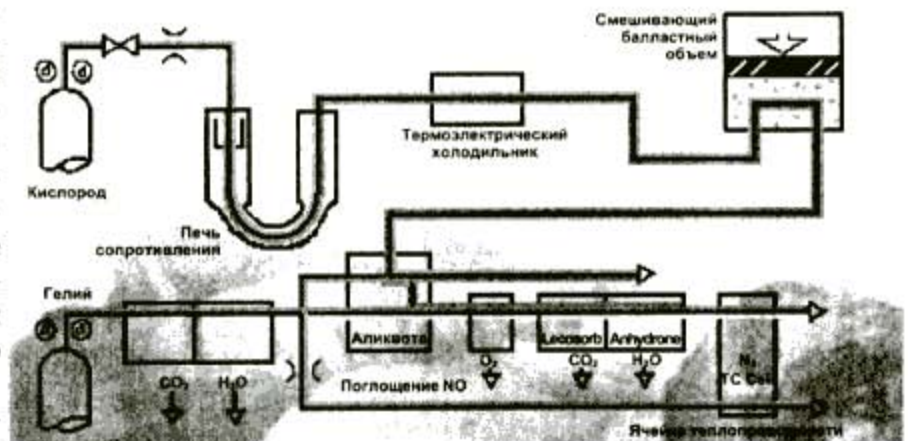 Смешивающий
балластный
объем
Термоэлектрический
холодильник
Кислород
Печь
сопротивления
Гелий
Аликвота
Lecosorb Anhydrone
O₂
CO₂
H₂O
N₂
TC Cell
CO₂
H₂O
Поглощение NO
Ячейка теплопроводности